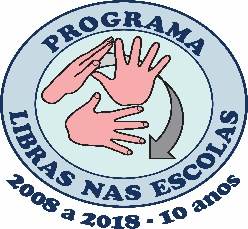 PROGRAMA
LIBRAS NAS ESCOLAS
2008 a 2018 - 10 anos